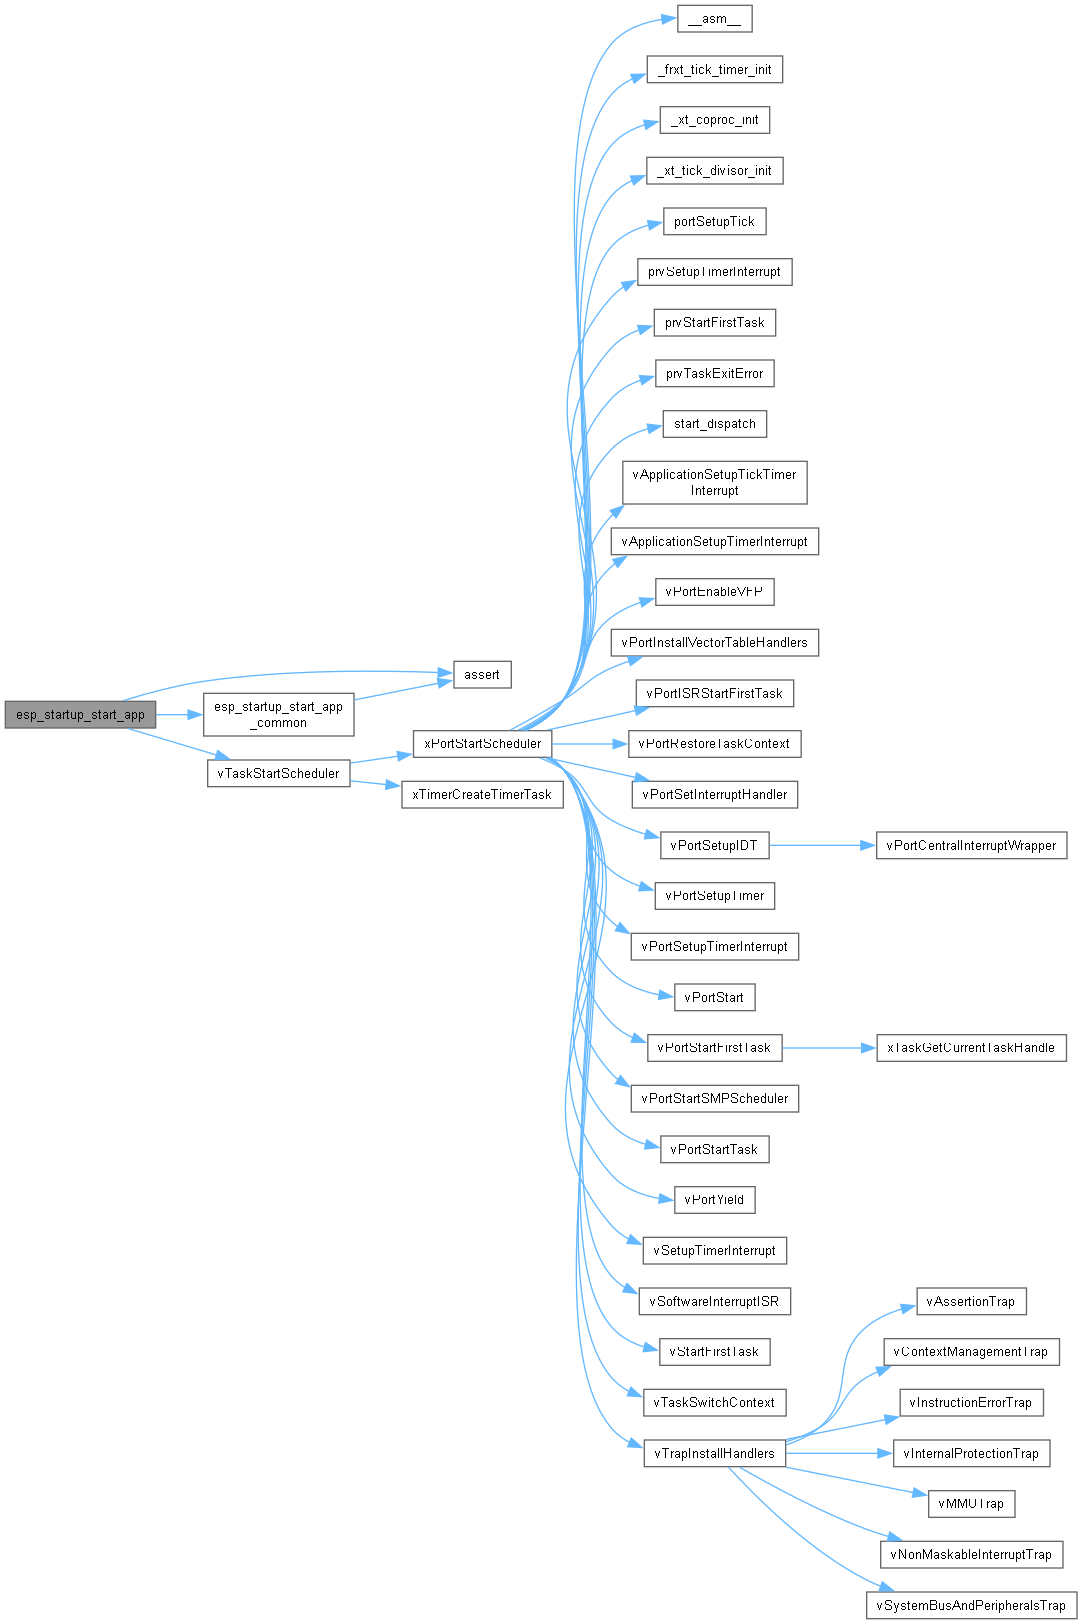 __asm__
_frxt_tick_timer_init
_xt_coproc_init
_xt_tick_divisor_init
portSetupTick
prvSetupTimerInterrupt
prvStartFirstTask
prvTaskExitError
start_dispatch
vApplicationSetupTickTimer
Interrupt
vApplicationSetupTimerInterrupt
vPortEnableVFP
vPortInstallVectorTableHandlers
assert
vPortISRStartFirstTask
esp_startup_start_app
esp_startup_start_app
_common
xPortStartScheduler
vPortRestoreTaskContext
vTaskStartScheduler
xTimerCreateTimerTask
vPortSetInterruptHandler
vPortSetupIDT
vPortCentralInterruptWrapper
vPortSetupTimer
vPortSetupTimerInterrupt
vPortStart
vPortStartFirstTask
xTaskGetCurrentTaskHandle
vPortStartSMPScheduler
vPortStartTask
vPortYield
vSetupTimerInterrupt
vSoftwareInterruptISR
vAssertionTrap
vStartFirstTask
vContextManagementTrap
vTaskSwitchContext
vInstructionErrorTrap
vTrapInstallHandlers
vInternalProtectionTrap
vMMUTrap
vNonMaskableInterruptTrap
vSystemBusAndPeripheralsTrap